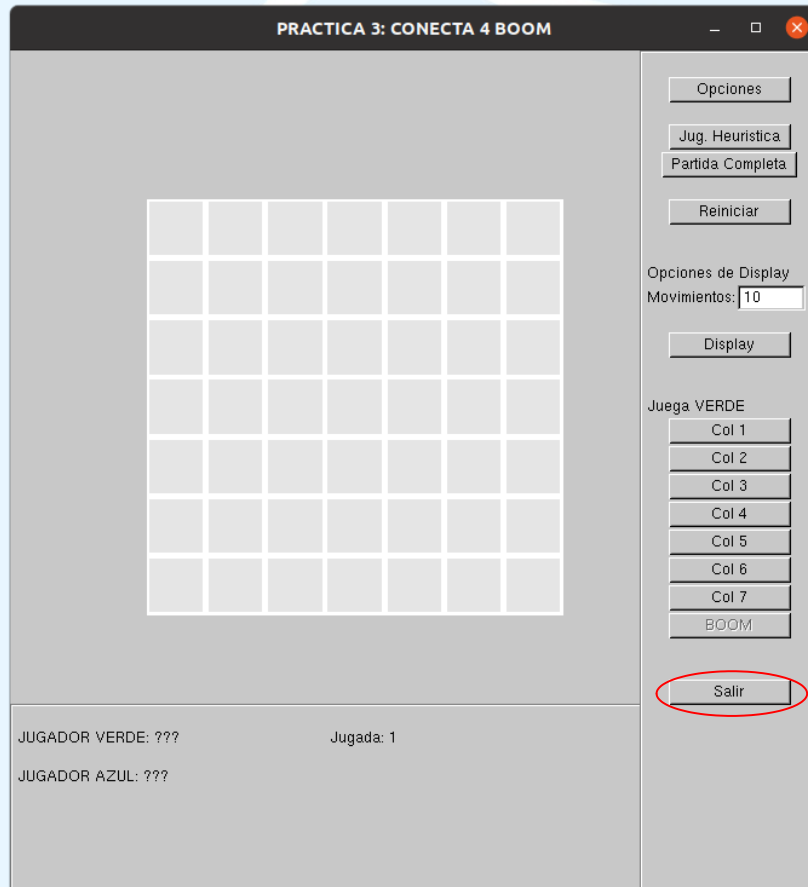 PRACTICA 3: CONECTA 4 BOOM
Opciones
Jug. Heuristica
Partida Completa
Reiniciar
Opciones de Display
Movimientos: 10
Display
Juega VERDE
Col 1
Col 2
Col 3
Col 4
Col 5
Col 6
Col 7
BOOM
Salir
JUGADOR VERDE: ??? Jugada: 1
JUGADOR AZUL: ???